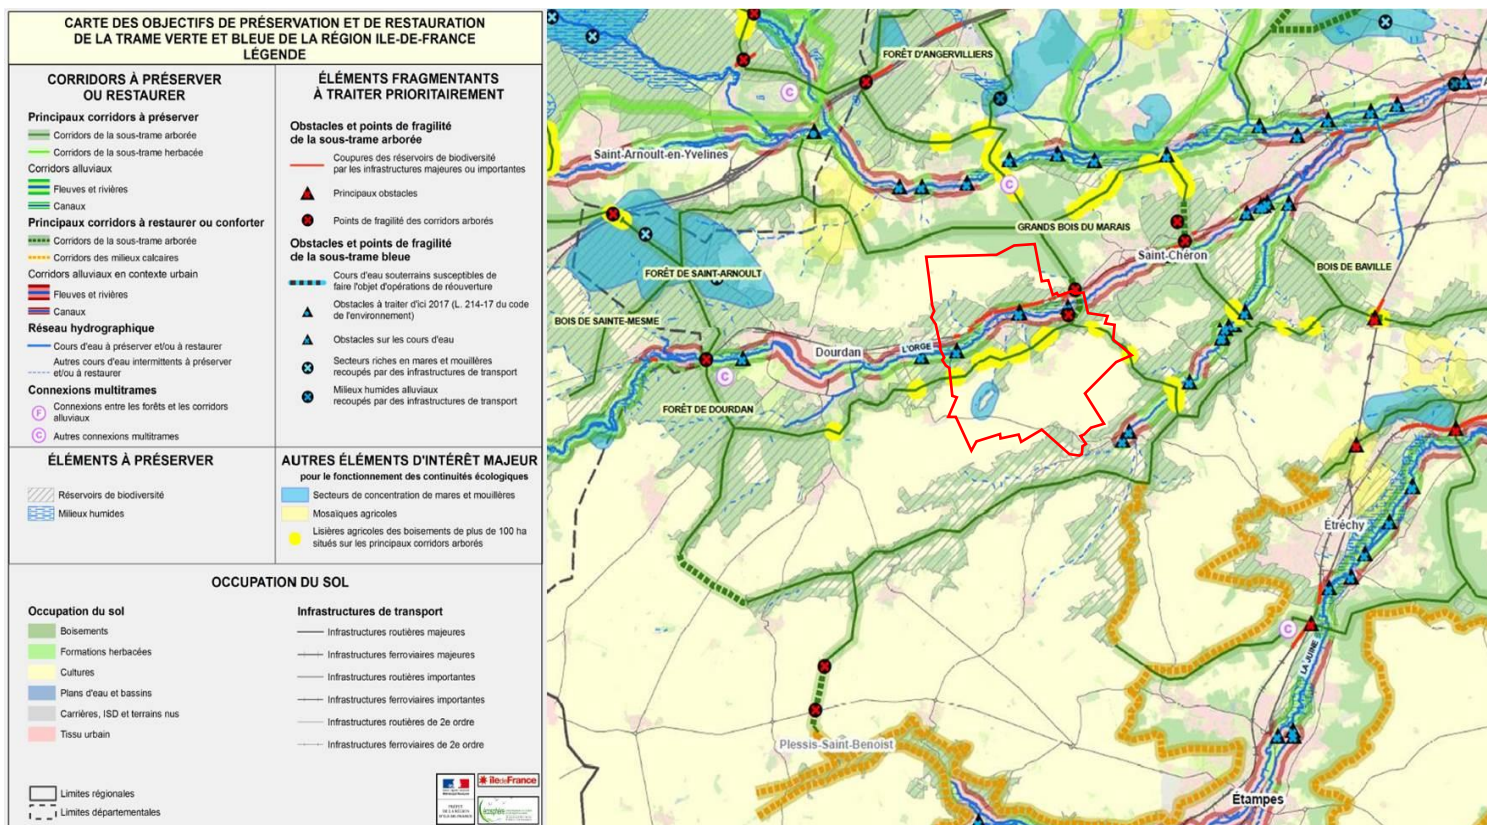 CARTE DES OBJECTIFS DE PRÉSERVATION ET DE RESTAURATION
DE LA TRAME VERTE ET BLEUE DE LA RÉGION ILE-DE-FRANCE
LÉGENDE
CORRIDORS À PRÉSERVER
OU RESTAURER
Principaux corridors à préserver
Corridors de la sous-trame arborée
Corridors de la sous-trame herbacée
Corridors alluviaux
Fleuves et rivières
Canaux
Principaux corridors à restaurer ou conforter
Corridors de la sous-trame arborée
Corridors des milieux calcaires
Corridors alluviaux en contexte urbain
Fleuves et rivières
Canaux
Réseau hydrographique
Cours d'eau à préserver et/ou à restaurer
Autres cours d'eau intermittents à préserver
et/ou à restaurer
Connexions multitrames
F
Connexions entre les forêts et les corridors
alluviaux
C
Autres connexions multitrames
ÉLÉMENTS FRAGMENTANTS
À TRAITER PRIORITAIREMENT
Obstacles et points de fragilité
de la sous-trame arborée
Coupures des réservoirs de biodiversité
par les infrastructures majeures ou importantes
Principaux obstacles
Points de fragilité des corridors arborés
Obstacles et points de fragilité
de la sous-trame bleue
Cours d'eau souterrains susceptibles de
faire l'objet d'opérations de réouverture
Obstacles à traiter d'ici 2017 (L. 214-17 du code
de l'environnement)
Obstacles sur les cours d'eau
Secteurs riches en mares et mouillères
recoupés par des infrastructures de transport
Milieux humides alluviaux
recoupés par des infrastructures de transport
ÉLÉMENTS À PRÉSERVER
Réservoirs de biodiversité
Milieux humides
AUTRES ÉLÉMENTS D'INTÉRÊT MAJEUR
pour le fonctionnement des continuités écologiques
Secteurs de concentration de mares et mouillères
Mosaïques agricoles
Lisières agricoles des boisements de plus de 100 ha
situés sur les principaux corridors arborés
OCCUPATION DU SOL
Occupation du sol
Boisements
Formations herbacées
Cultures
Plans d'eau et bassins
Carrières, ISD et terrains nus
Tissu urbain
Infrastructures de transport
Infrastructures routières majeures
Infrastructures ferroviaires majeures
Infrastructures routières importantes
Infrastructures ferroviaires importantes
Infrastructures routières de 2e ordre
Infrastructures ferroviaires de 2e ordre
Limites régionales
Limites départementales
île de France
FORÊT D'ANGERVILLIERS
C
Saint-Arnoult-en-Yvelines
C
GRANDS BOIS DU MARAIS
Saint-Chéron
BOIS DE BAVILLE
FORÊT DE SAINT-ARNOULT
BOIS DE SAINTE-MESME
Dourdan
L'ORGE
C
FORÊT DE DOURDAN
Étréchy
C
LA JUINE
Plessis-Saint-Benoist
Étampes